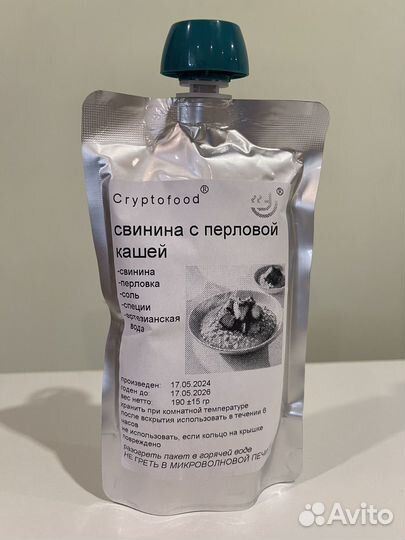 Cryptofood®
®
свинина с перловой
кашей
-свинина
-перловка
-соль
-специи
-артезианская
вода
произведен: 17.05.2024
годен до: 17.05.2026
вес нетто: 190 ±15 гр
хранить при комнатной температуре
после вскрытия использовать в течении 6
часов
не использовать, если кольцо на крышке
повреждено
разогреть пакет в горячей воде
НЕ ГРЕТЬ В МИКРОВОЛНОВОЙ ПЕЧИ
Avito